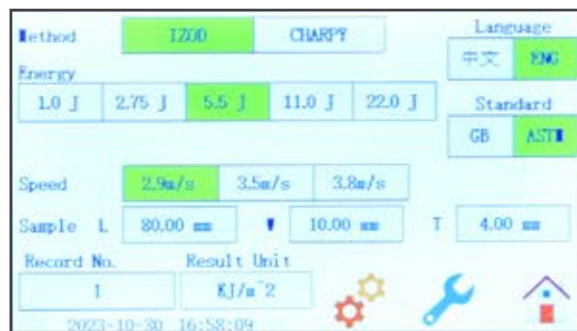 Method IZOD CHARPY
Language
中文 ENG
Energy
1.0 J 2.75 J 5.5 J 11.0 J 22.0 J
Standard
GB ASTM
Speed 2.9m/s 3.5m/s 3.8m/s
Sample L 80.00 mm W 10.00 mm T 4.00 mm
Record No. Result Unit
1 KJ/m^2
2023-10-30 16:58:09